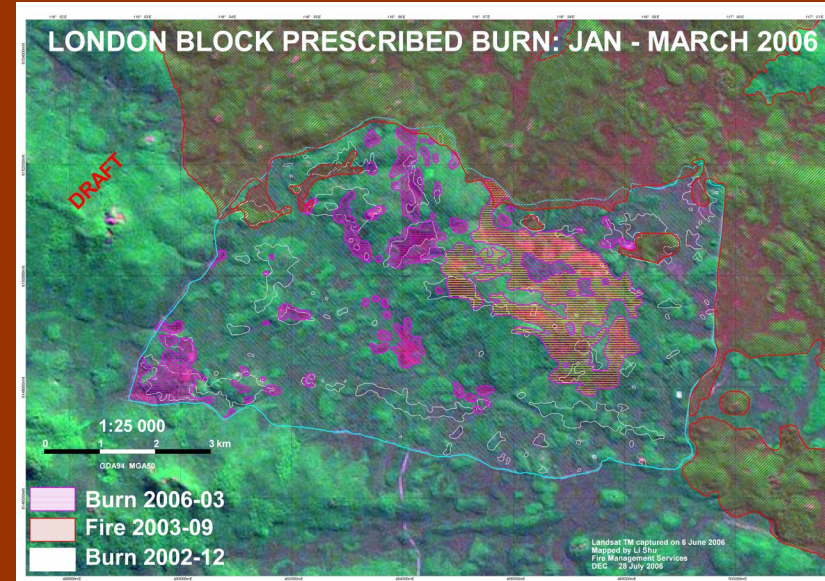 LONDON BLOCK PRESCRIBED BURN: JAN - MARCH 2006
DRAFT
1:25 000
0 1 2 3 km
GDA94 MGA50
Burn 2006-03
Fire 2003-09
Burn 2002-12
Landsat TM captured on 6 June 2006
Mapped by Li Shu
Fire Management Services
DEC 28 July 2006